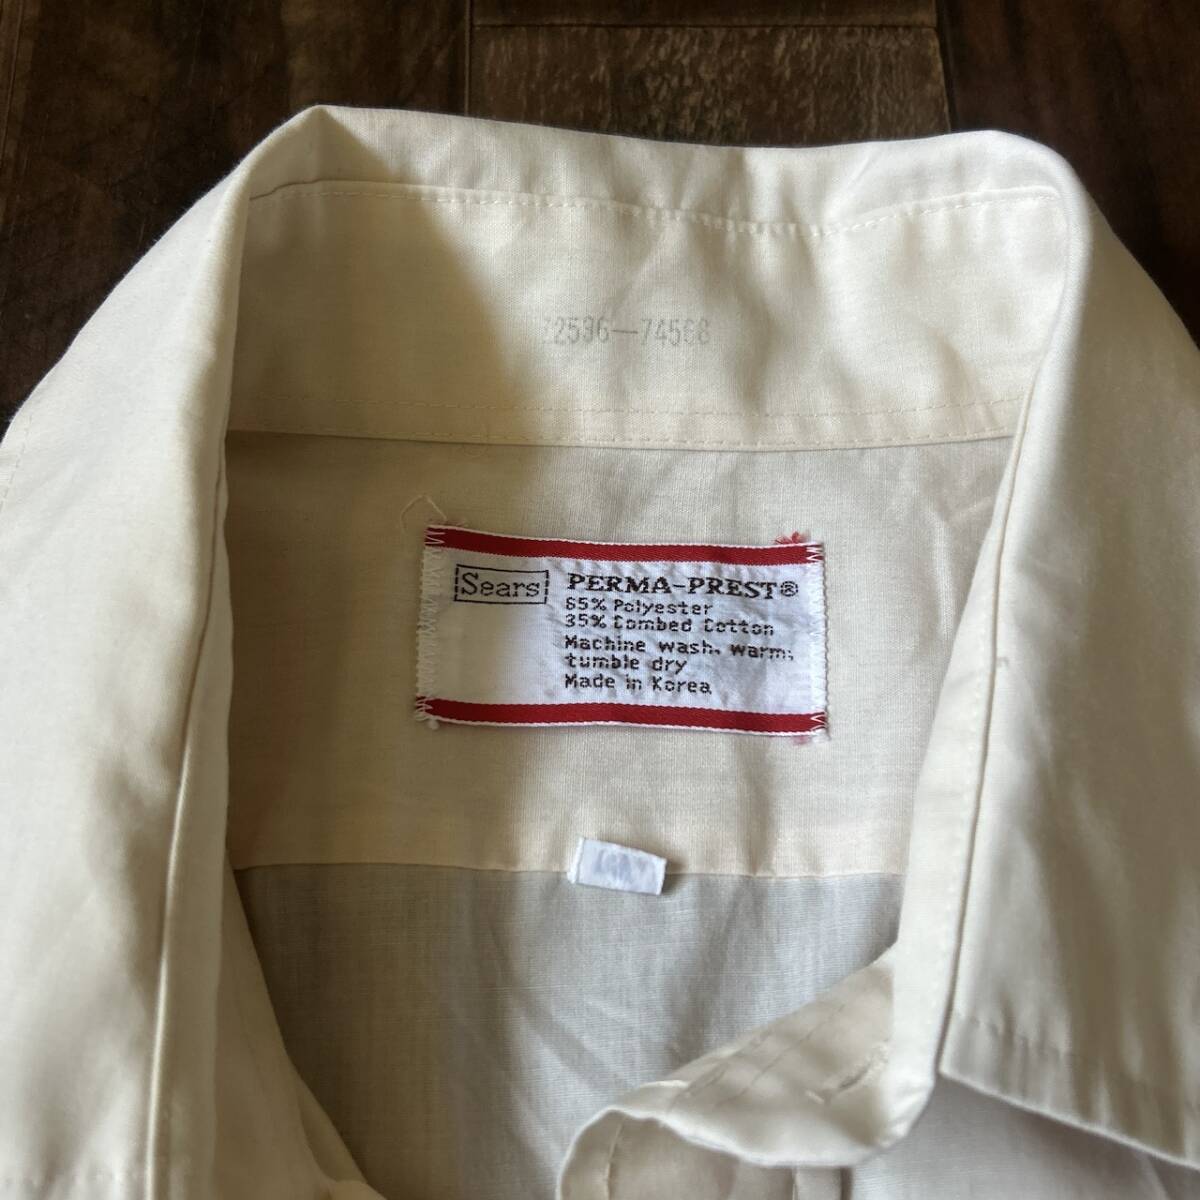 22596-74568
Sears
PERMA-PREST®
65% Polyester
35% Combed Cotton
Machine wash, warm,
tumble dry
Made in Korea